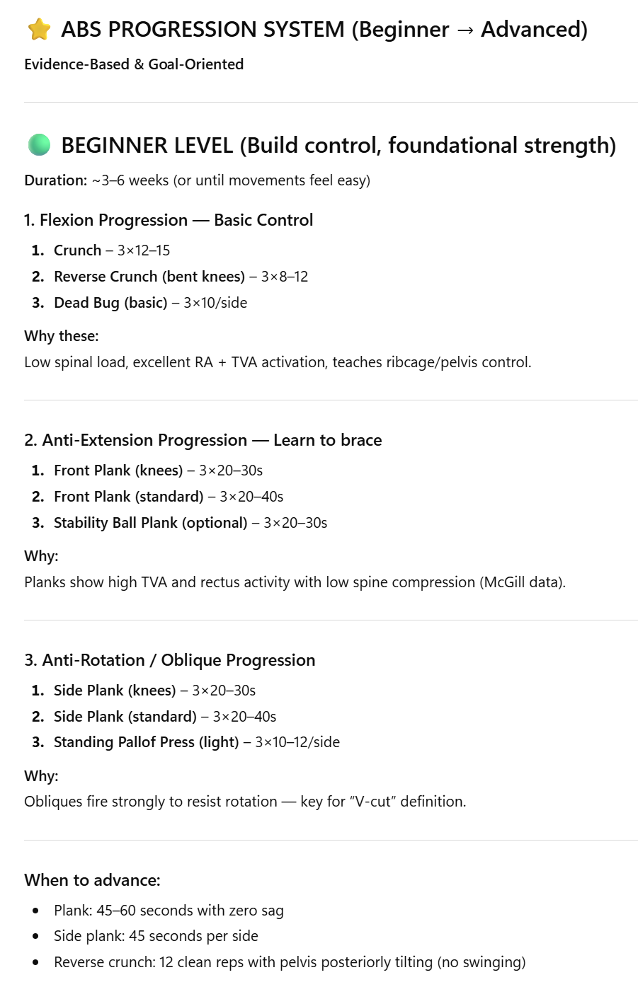 ⭐ ABS PROGRESSION SYSTEM (Beginner → Advanced)
Evidence-Based & Goal-Oriented
🟢 BEGINNER LEVEL (Build control, foundational strength)
Duration: ~3–6 weeks (or until movements feel easy)
1. Flexion Progression — Basic Control
1. Crunch – 3×12–15
2. Reverse Crunch (bent knees) – 3×8–12
3. Dead Bug (basic) – 3×10/side
Why these:
Low spinal load, excellent RA + TVA activation, teaches ribcage/pelvis control.
2. Anti-Extension Progression — Learn to brace
1. Front Plank (knees) – 3×20–30s
2. Front Plank (standard) – 3×20–40s
3. Stability Ball Plank (optional) – 3×20–30s
Why:
Planks show high TVA and rectus activity with low spine compression (McGill data).
3. Anti-Rotation / Oblique Progression
1. Side Plank (knees) – 3×20–30s
2. Side Plank (standard) – 3×20–40s
3. Standing Pallof Press (light) – 3×10–12/side
Why:
Obliques fire strongly to resist rotation — key for “V-cut” definition.
When to advance:
• Plank: 45–60 seconds with zero sag
• Side plank: 45 seconds per side
• Reverse crunch: 12 clean reps with pelvis posteriorly tilting (no swinging)